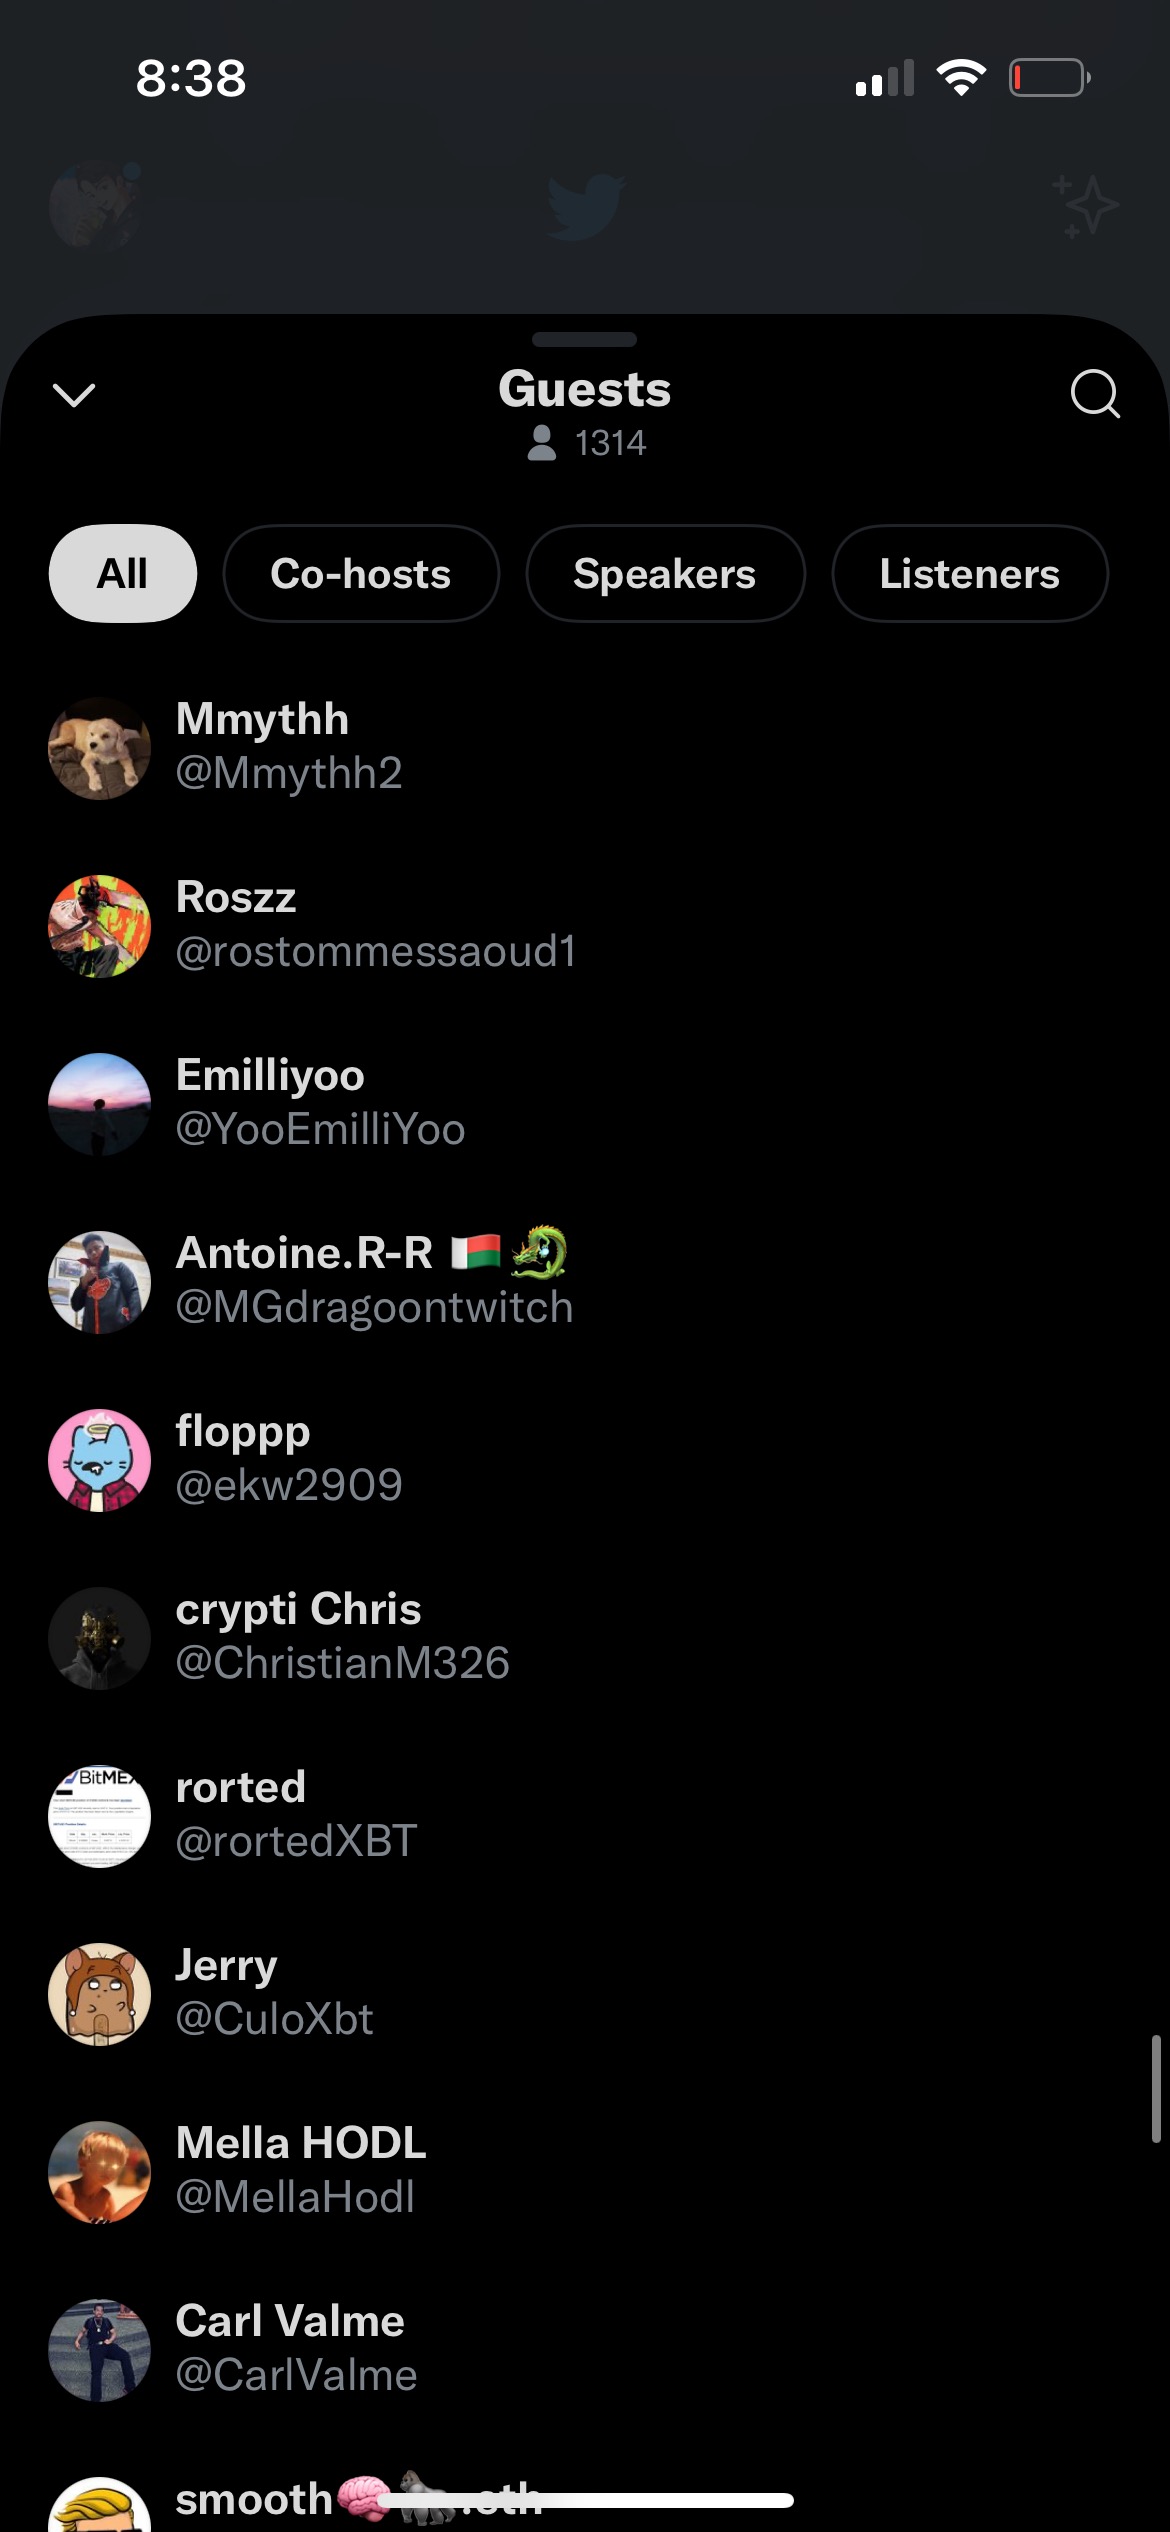 8:38
Guests
1314
All
Co-hosts
Speakers
Listeners
Mmythh
@Mmythh2
Roszz
@rostommessaoud1
Emilliyoo
@YooEmilliYoo
Antoine.R-R 🇲🇬🐉
@MGdragoontwitch
floppp
@ekw2909
crypti Chris
@ChristianM326
BitMEX
rorted
@rortedXBT
Jerry
@CuloXbt
Mella HODL
@MellaHodl
Carl Valme
@CarlValme
smooth🧠🦍.eth